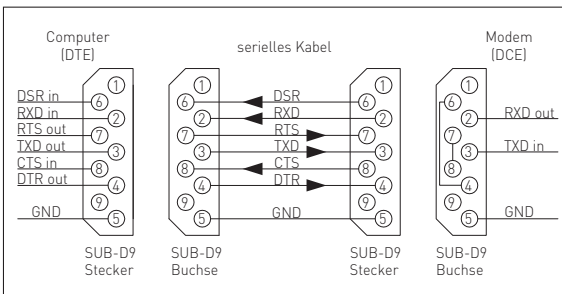 Computer
(DTE)
serielles Kabel
Modem
(DCE)
1 1 1 1
DSR in 6 6 DSR 6 6
RXD in 2 2 RXD 2 2 RXD out
RTS out 7 7 RTS 7 7
TXD out 3 3 TXD 3 3 TXD in
CTS in 8 8 CTS 8 8
DTR out 4 4 DTR 4 4
9 9 9 9
GND 5 5 GND 5 5 GND
SUB-D9
Stecker
SUB-D9
Buchse
SUB-D9
Stecker
SUB-D9
Buchse